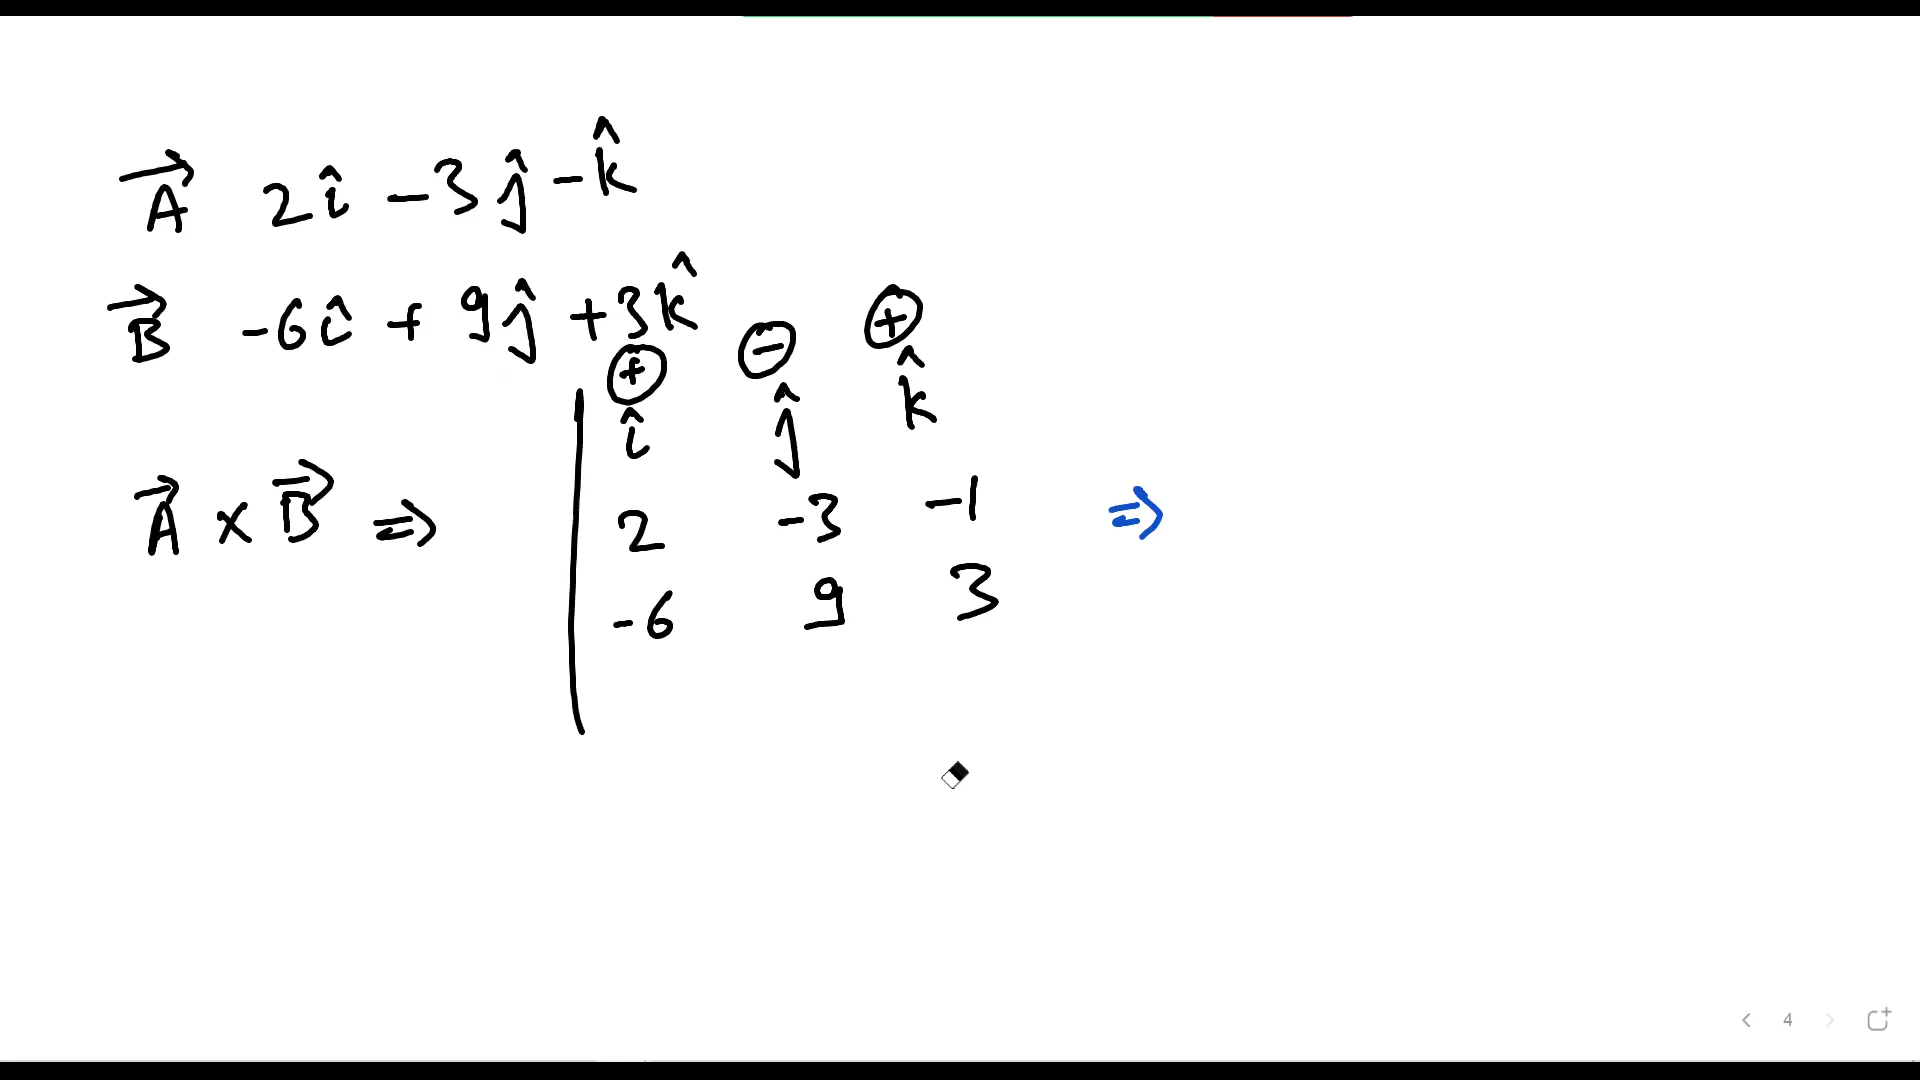 A⃗ 2î - 3ĵ - k̂
B⃗ -6î + 9ĵ + 3k̂
⊕ ⊖ ⊕
î ĵ k̂
A⃗ × B⃗ ⇒ | 2 -3 -1 ⇒
-6 9 3
4